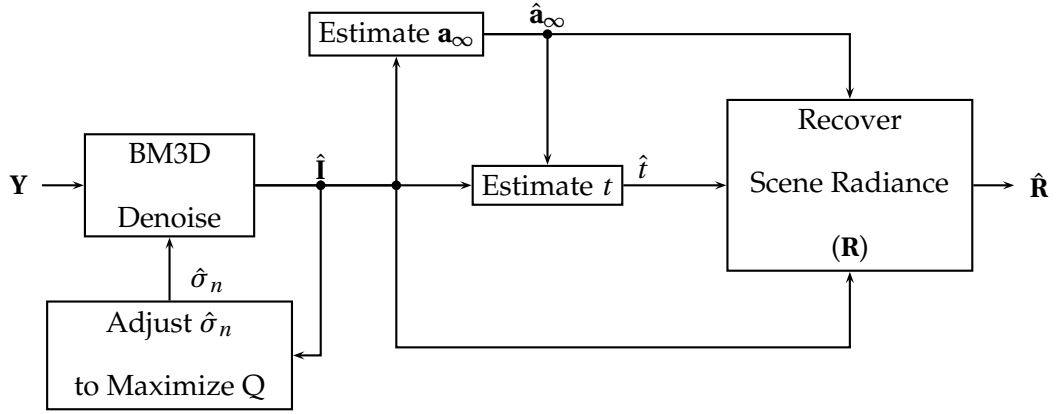 â∞
Estimate a∞
Recover
Scene Radiance
(R)
BM3D
Denoise
Î
Y
Estimate t
t̂
R̂
σ̂n
Adjust σ̂n
to Maximize Q